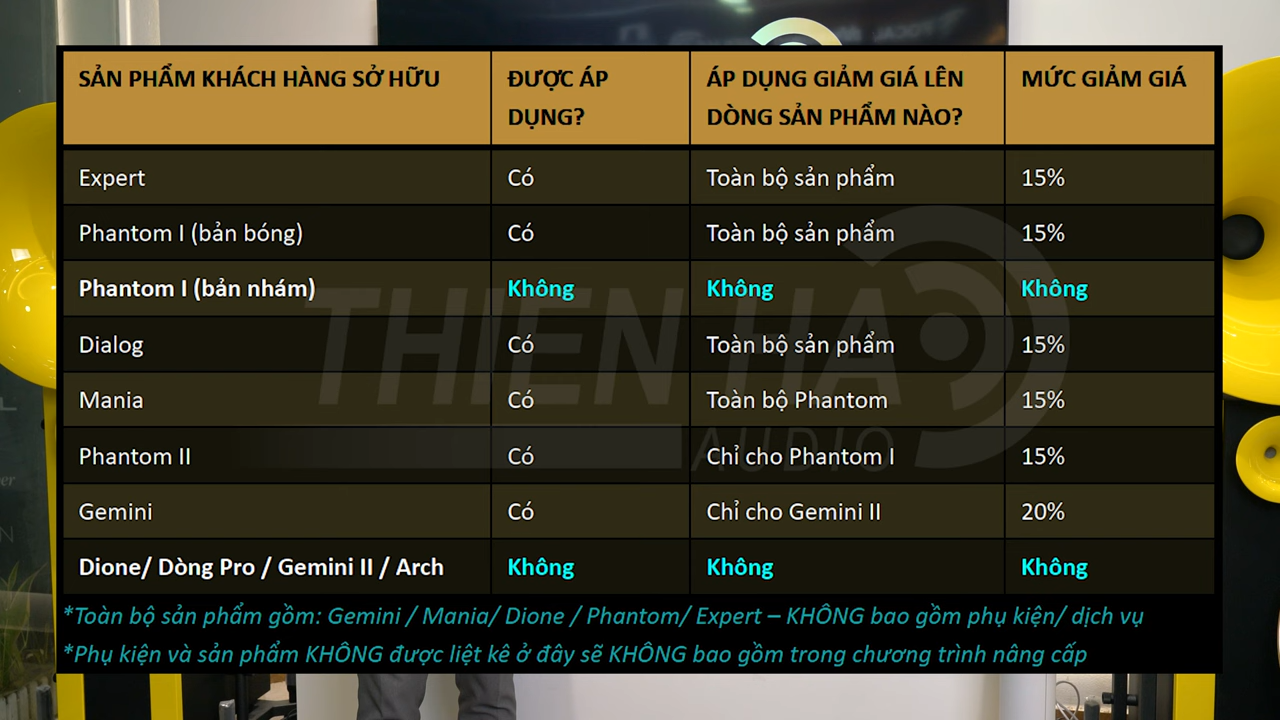 SẢN PHẨM KHÁCH HÀNG SỞ HỮU
ĐƯỢC ÁP
DỤNG?
ÁP DỤNG GIẢM GIÁ LÊN
DÒNG SẢN PHẨM NÀO?
MỨC GIẢM GIÁ
Expert Có Toàn bộ sản phẩm 15%
Phantom I (bản bóng) Có Toàn bộ sản phẩm 15%
Phantom I (bản nhám) Không Không Không
Dialog Có Toàn bộ sản phẩm 15%
Mania Có Toàn bộ Phantom 15%
Phantom II Có Chỉ cho Phantom I 15%
Gemini Có Chỉ cho Gemini II 20%
Dione/ Dòng Pro / Gemini II / Arch Không Không Không
*Toàn bộ sản phẩm gồm: Gemini / Mania/ Dione / Phantom/ Expert – KHÔNG bao gồm phụ kiện/ dịch vụ
*Phụ kiện và sản phẩm KHÔNG được liệt kê ở đây sẽ KHÔNG bao gồm trong chương trình nâng cấp
THIEN HA
AUDIO